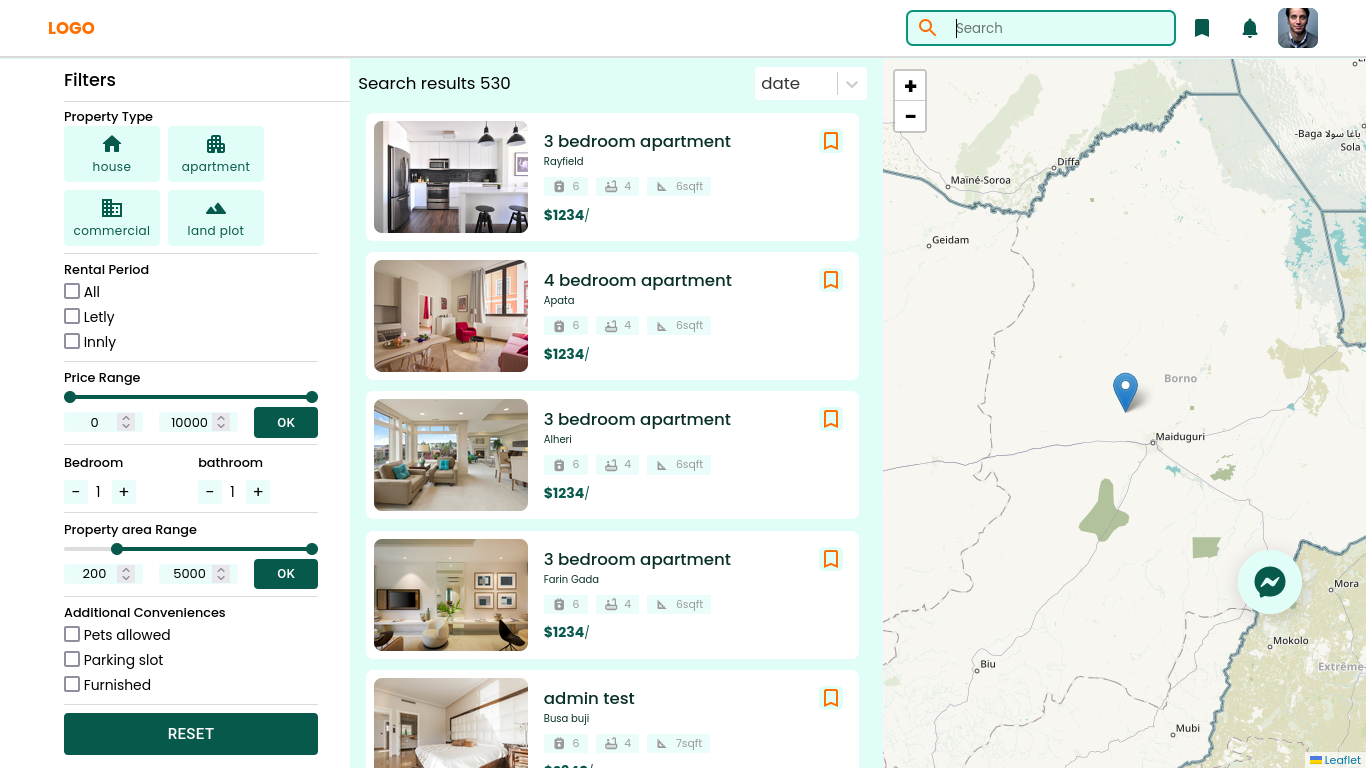 LOGO
Search
Filters
Property Type
house
apartment
commercial
land plot
Rental Period
All
Letly
Innly
Price Range
0
10000
OK
Bedroom
bathroom
- 1 +
- 1 +
Property area Range
200
5000
OK
Additional Conveniences
Pets allowed
Parking slot
Furnished
RESET
Search results 530
date
3 bedroom apartment
Rayfield
6
4
6sqft
$1234/
4 bedroom apartment
Apata
6
4
6sqft
$1234/
3 bedroom apartment
Alheri
6
4
6sqft
$1234/
3 bedroom apartment
Farin Gada
6
4
6sqft
$1234/
admin test
Busa buji
6
4
7sqft
+
-
Diffa
Maïné-Soroa
Geidam
-Baga باغا سولا
Sola
Borno
Maiduguri
Mora
Mokolo
Extrême-
Biu
Mubi
Leaflet